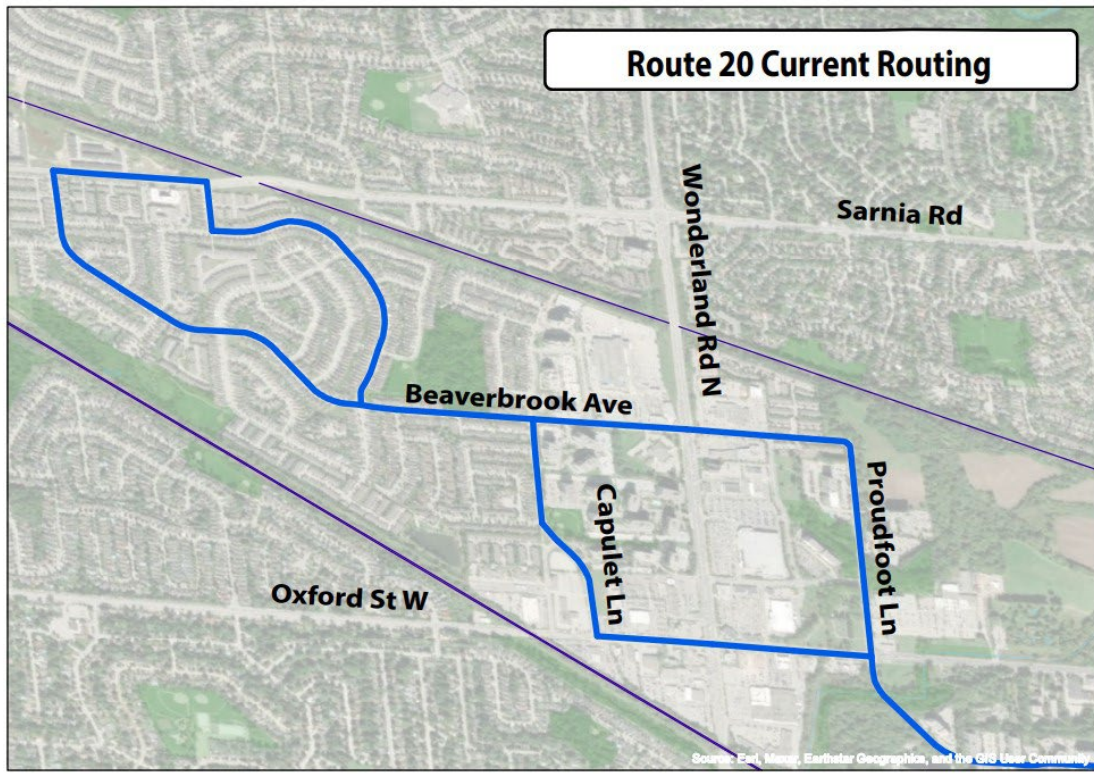 Route 20 Current Routing
Wonderland Rd N
Sarnia Rd
Beaverbrook Ave
Capulet Ln
Proudfoot Ln
Oxford St W
Source: Esri, Maxar, Earthstar Geographics, and the GIS User Community